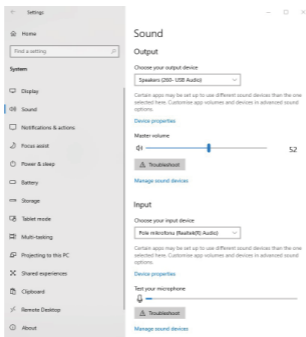 Settings
Home
Find a setting
System
Display
Sound
Notifications & actions
Focus assist
Power & sleep
Battery
Storage
Tablet mode
Multi-tasking
Projecting to this PC
Shared experiences
Clipboard
Remote Desktop
About
Sound
Output
Choose your output device
Speakers (260- USB Audio)
Certain apps may be set up to use different sound devices than the one
selected here. Customise app volumes and devices in advanced sound
options.
Device properties
Master volume
52
Troubleshoot
Manage sound devices
Input
Choose your input device
Pole mikrofonu (Realtek(R) Audio)
Certain apps may be set up to use different sound devices than the one
selected here. Customise app volumes and devices in advanced sound
options.
Device properties
Test your microphone
Troubleshoot
Manage sound devices